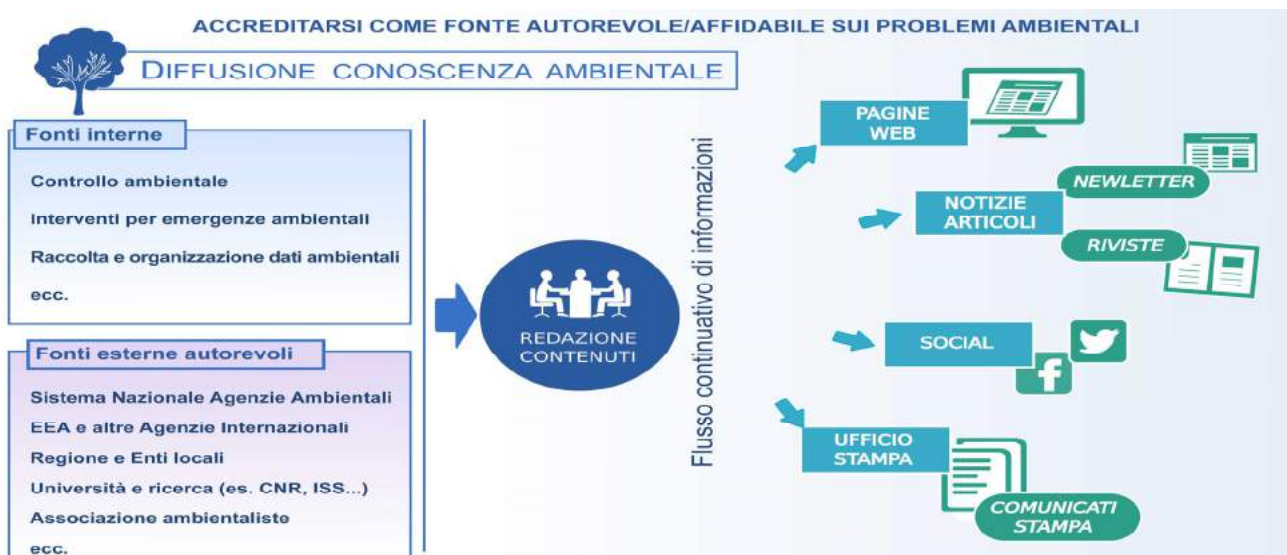 ACCREDITARSI COME FONTE AUTOREVOLE/AFFIDABILE SUI PROBLEMI AMBIENTALI
DIFFUSIONE CONOSCENZA AMBIENTALE
Fonti interne
Controllo ambientale
Interventi per emergenze ambientali
Raccolta e organizzazione dati ambientali
ecc.
Fonti esterne autorevoli
Sistema Nazionale Agenzie Ambientali
EEA e altre Agenzie Internazionali
Regione e Enti locali
Università e ricerca (es. CNR, ISS...)
Associazione ambientaliste
ecc.
REDAZIONE
CONTENUTI
Flusso continuativo di informazioni
PAGINE
WEB
NOTIZIE
ARTICOLI
NEWLETTER
RIVISTE
SOCIAL
f
UFFICIO
STAMPA
COMUNICATI
STAMPA